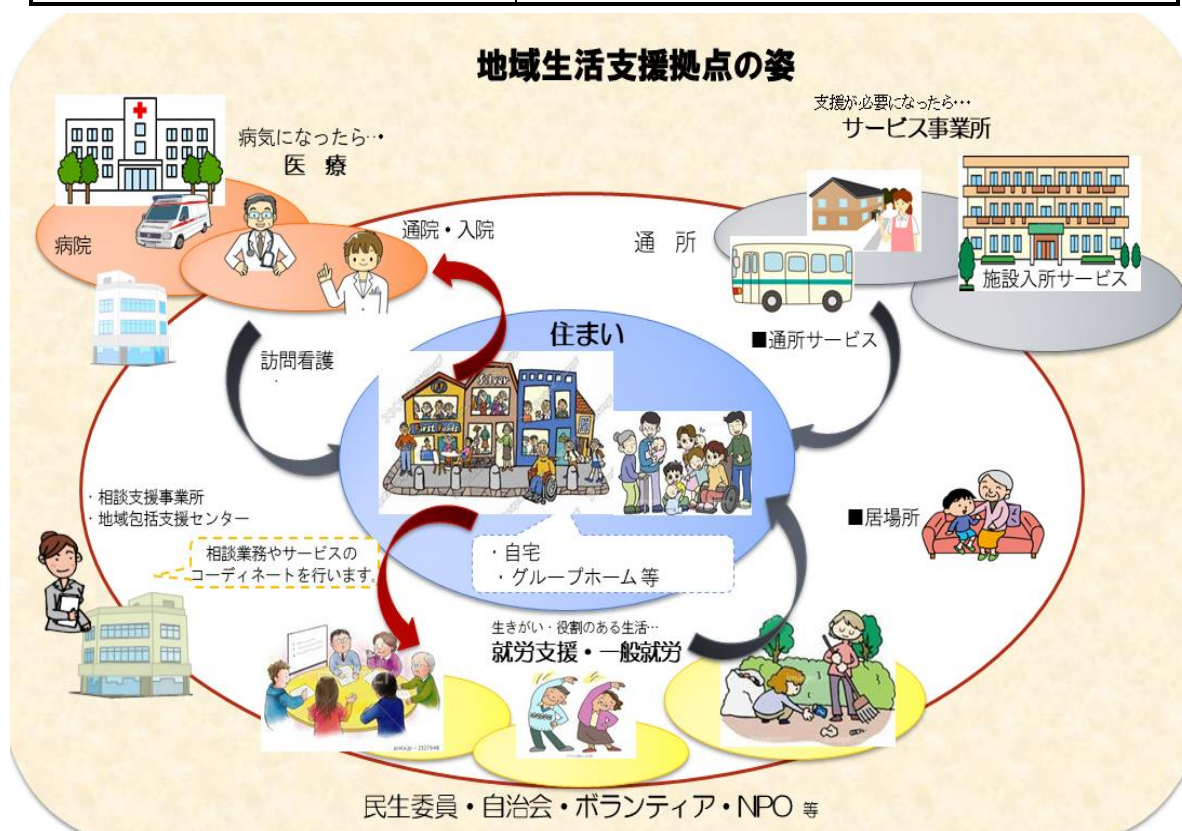 地域生活支援拠点の姿
病気になったら…
医 療
支援が必要になったら…
サービス事業所
病院
通院・入院
通 所
施設入所サービス
住まい
■通所サービス
訪問看護
・相談支援事業所
・地域包括支援センター
相談業務やサービスの
コーディネートを行います。
・自宅
・グループホーム 等
■居場所
生きがい・役割のある生活…
就労支援・一般就労
民生委員・自治会・ボランティア・NPO 等